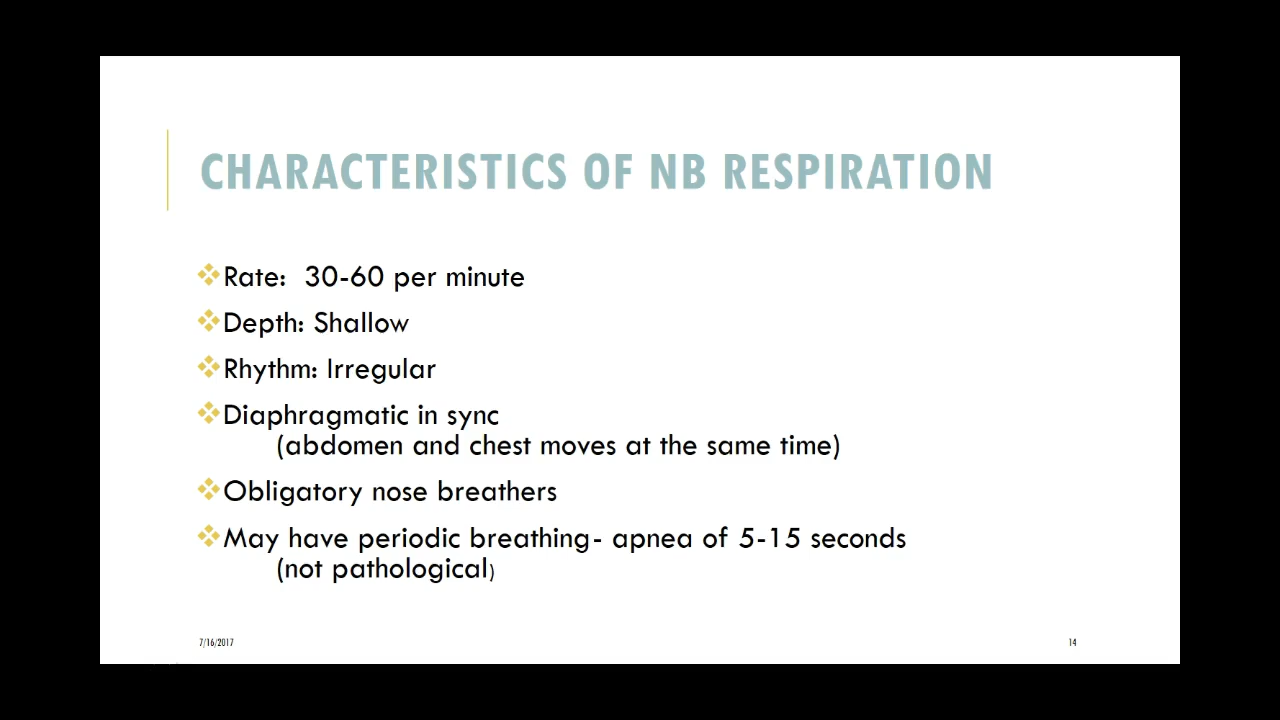 CHARACTERISTICS OF NB RESPIRATION
Rate: 30-60 per minute
Depth: Shallow
Rhythm: Irregular
Diaphragmatic in sync
(abdomen and chest moves at the same time)
Obligatory nose breathers
May have periodic breathing- apnea of 5-15 seconds
(not pathological)
7/16/2017
14